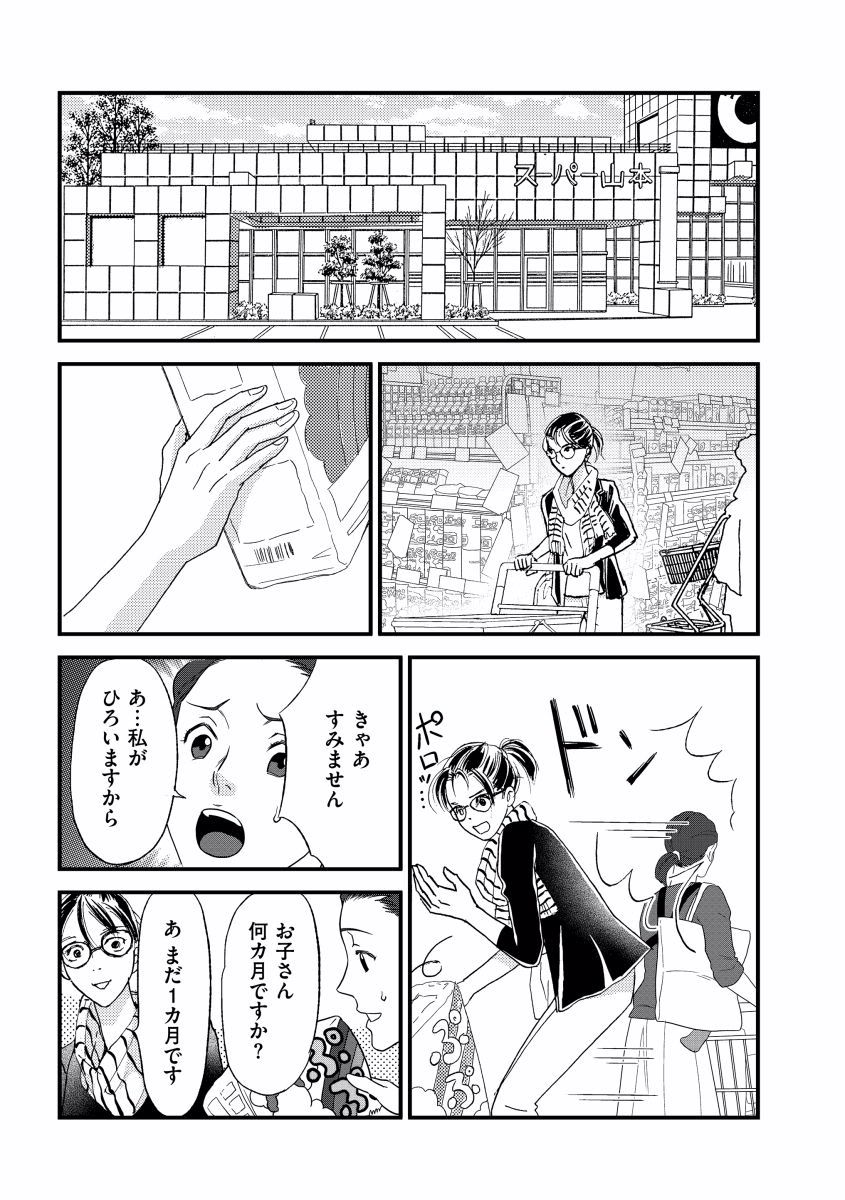 スーパー山本
ドン
ポロッ…
きゃあ
すみません
あ…私が
ひろいますから
お子さん
何カ月ですか?
あ まだ1カ月です